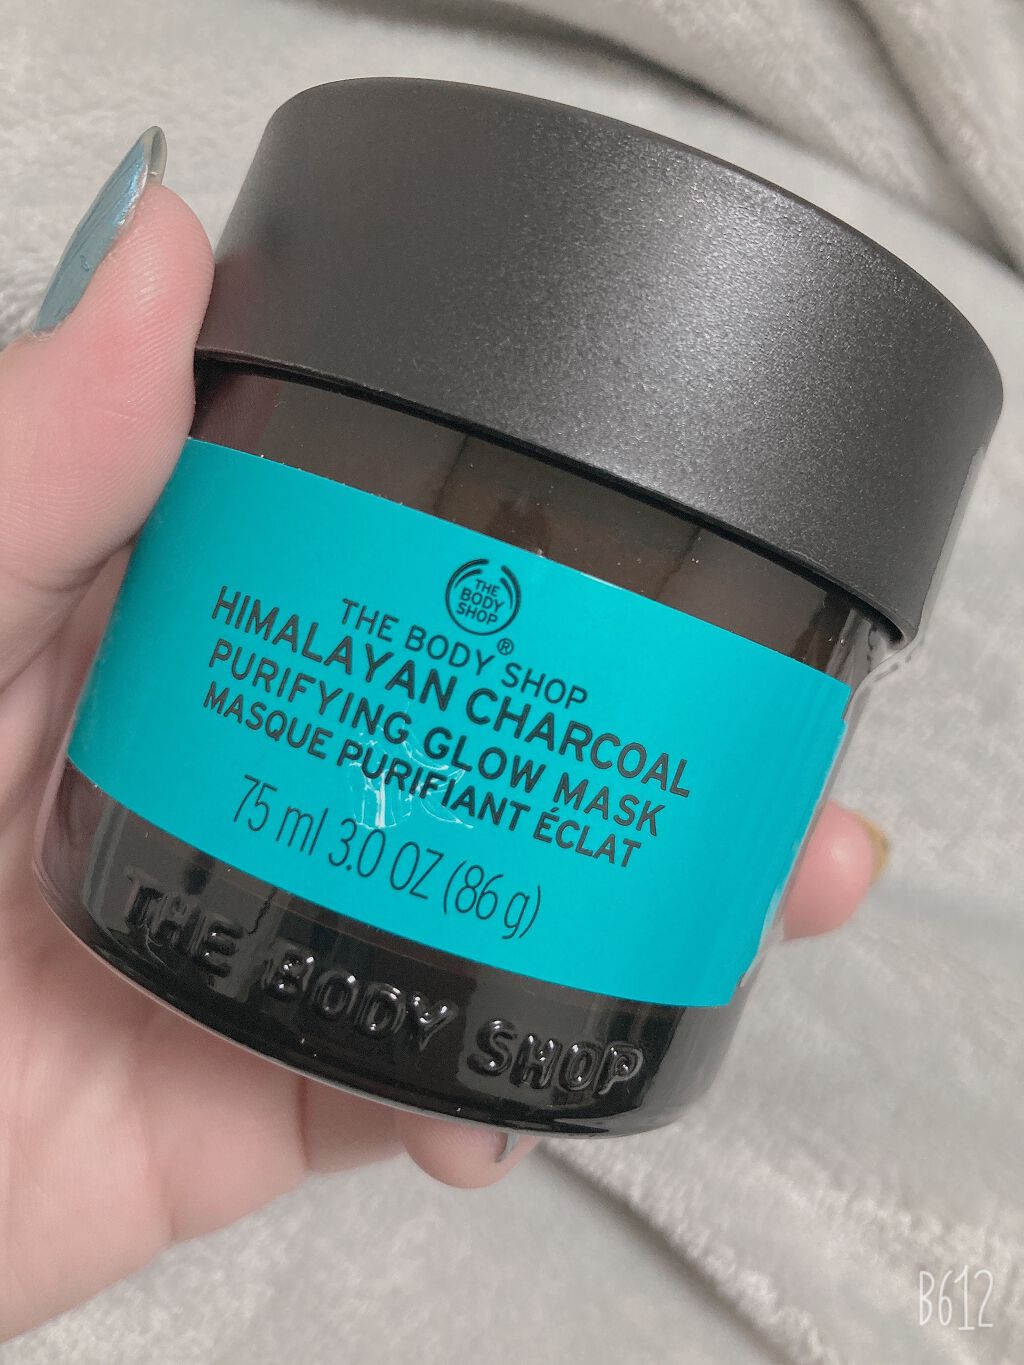 THE
BODY
SHOP
THE BODY SHOP®
HIMALAYAN CHARCOAL
PURIFYING GLOW MASK
MASQUE PURIFIANT ÉCLAT
75 ml 3.0 OZ (86 g)
THE BODY SHOP
B612